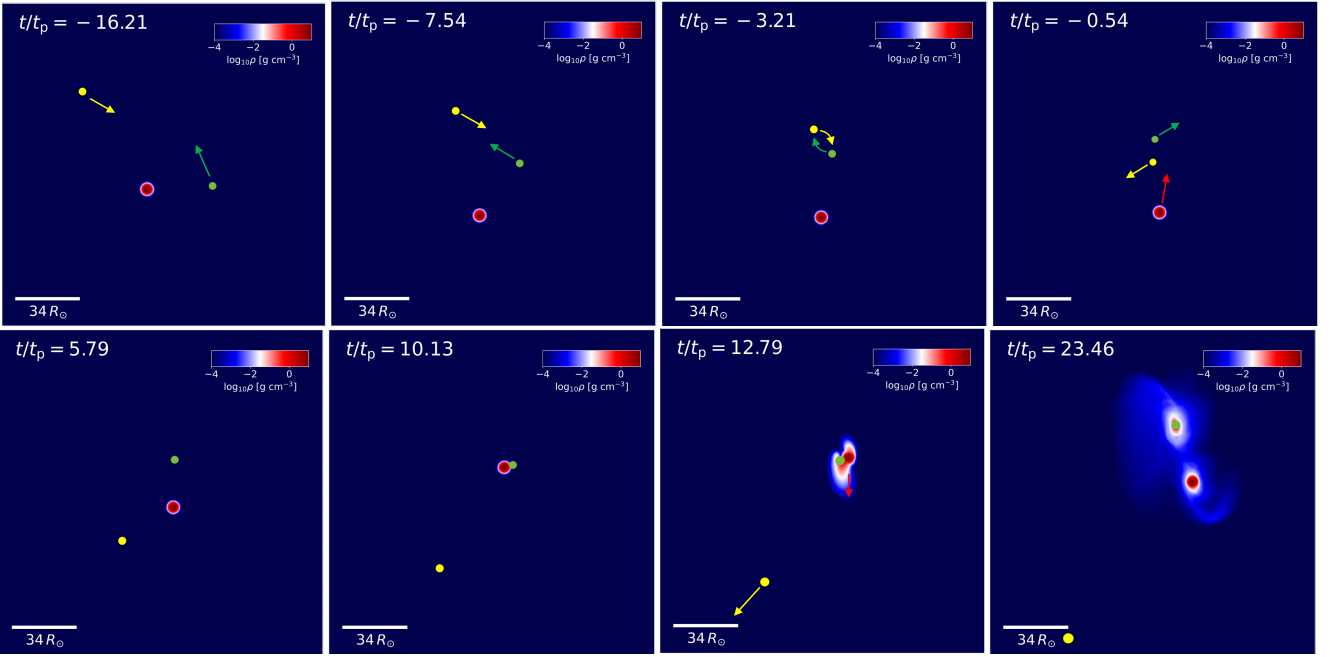 t/tₚ = −16.21
−4 −2 0
log₁₀ρ [g cm⁻³]
34 R☉
t/tₚ = −7.54
−4 −2 0
log₁₀ρ [g cm⁻³]
34 R☉
t/tₚ = −3.21
−4 −2 0
log₁₀ρ [g cm⁻³]
34 R☉
t/tₚ = −0.54
−4 −2 0
log₁₀ρ [g cm⁻³]
34 R☉
t/tₚ = 5.79
−4 −2 0
log₁₀ρ [g cm⁻³]
34 R☉
t/tₚ = 10.13
−4 −2 0
log₁₀ρ [g cm⁻³]
34 R☉
t/tₚ = 12.79
−4 −2 0
log₁₀ρ [g cm⁻³]
34 R☉
t/tₚ = 23.46
−4 −2 0
log₁₀ρ [g cm⁻³]
34 R☉